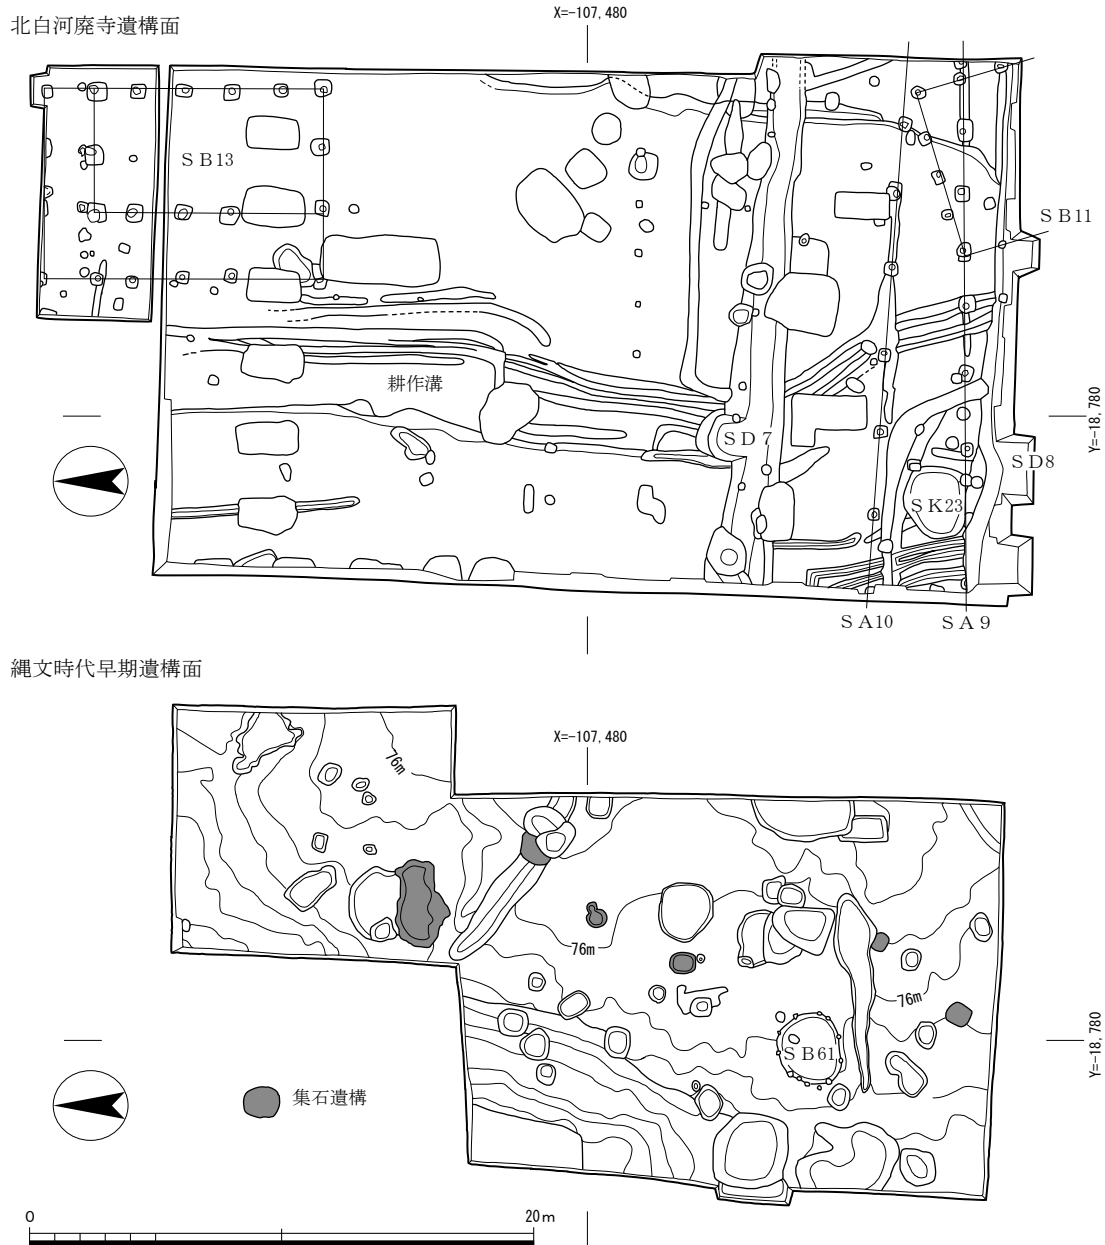 北白河廃寺遺構面
X=-107,480
ＳＢ13
ＳＢ11
耕作溝
ＳＤ７
Y=-18,780
ＳＤ8
ＳＫ23
ＳＡ10
ＳＡ９
縄文時代早期遺構面
X=-107,480
76m
76m
76m
ＳＢ61
Y=-18,780
集石遺構
0
20m